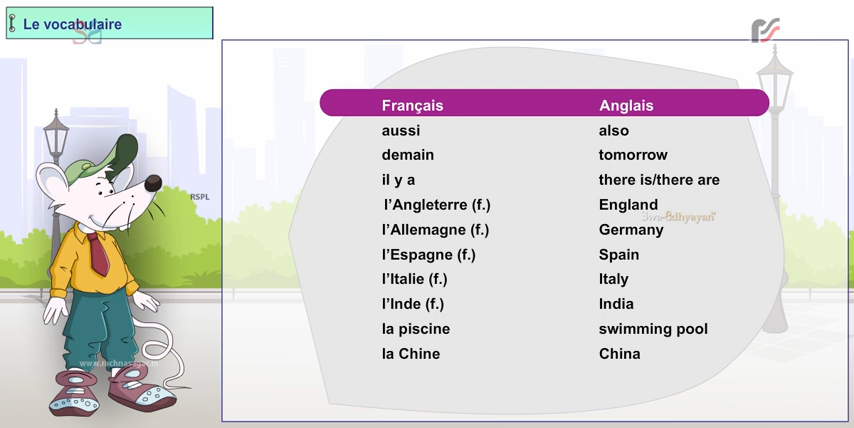 Le vocabulaire
Français Anglais
aussi also
demain tomorrow
il y a there is/there are
l'Angleterre (f.) England
l'Allemagne (f.) Germany
l'Espagne (f.) Spain
l'Italie (f.) Italy
l'Inde (f.) India
la piscine swimming pool
la Chine China
RSPL